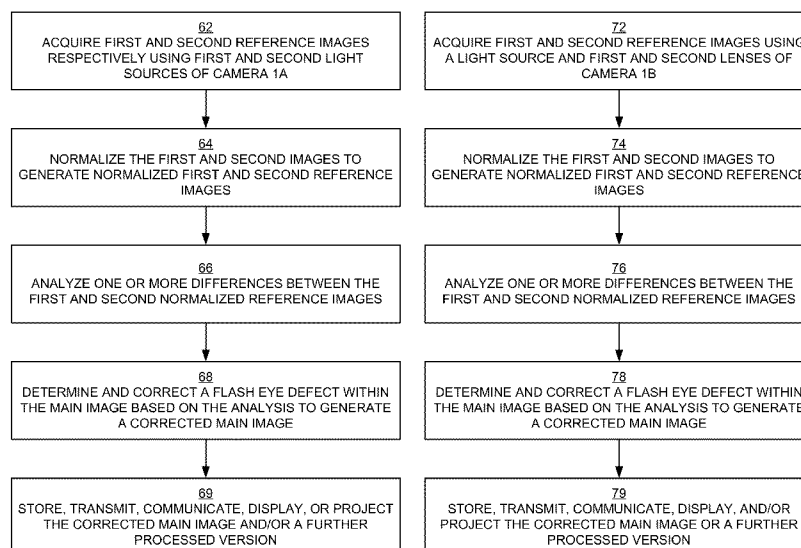 62
ACQUIRE FIRST AND SECOND REFERENCE IMAGES
RESPECTIVELY USING FIRST AND SECOND LIGHT
SOURCES OF CAMERA 1A
64
NORMALIZE THE FIRST AND SECOND IMAGES TO
GENERATE NORMALIZED FIRST AND SECOND REFERENCE
IMAGES
66
ANALYZE ONE OR MORE DIFFERENCES BETWEEN THE
FIRST AND SECOND NORMALIZED REFERENCE IMAGES
68
DETERMINE AND CORRECT A FLASH EYE DEFECT WITHIN
THE MAIN IMAGE BASED ON THE ANALYSIS TO GENERATE
A CORRECTED MAIN IMAGE
69
STORE, TRANSMIT, COMMUNICATE, DISPLAY, OR PROJECT
THE CORRECTED MAIN IMAGE AND/OR A FURTHER
PROCESSED VERSION
72
ACQUIRE FIRST AND SECOND REFERENCE IMAGES USING
A LIGHT SOURCE AND FIRST AND SECOND LENSES OF
CAMERA 1B
74
NORMALIZE THE FIRST AND SECOND IMAGES TO
GENERATE NORMALIZED FIRST AND SECOND REFERENCE
IMAGES
76
ANALYZE ONE OR MORE DIFFERENCES BETWEEN THE
FIRST AND SECOND NORMALIZED REFERENCE IMAGES
78
DETERMINE AND CORRECT A FLASH EYE DEFECT WITHIN
THE MAIN IMAGE BASED ON THE ANALYSIS TO GENERATE
A CORRECTED MAIN IMAGE
79
STORE, TRANSMIT, COMMUNICATE, DISPLAY, AND/OR
PROJECT THE CORRECTED MAIN IMAGE OR A FURTHER
PROCESSED VERSION